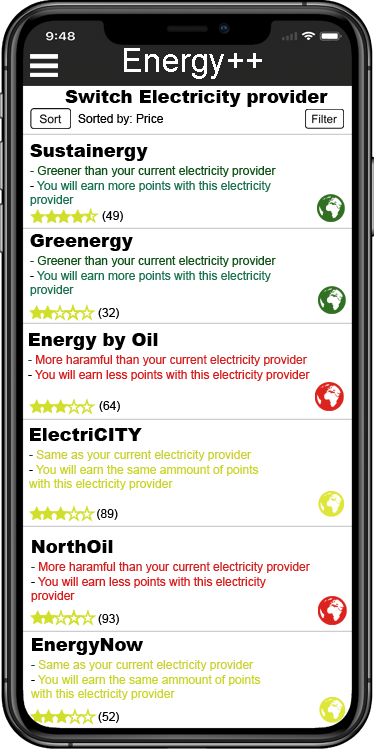 9:48
Energy++
Switch Electricity provider
Sort Sorted by: Price Filter
Sustainergy
- Greener than your current electricity provider
- You will earn more points with this electricity
provider
(49)
Greenergy
- Greener than your current electricity provider
- You will earn more points with this electricity
provider
(32)
Energy by Oil
- More harmful than your current electricity provider
- You will earn less points with this electricity provider
(64)
ElectriCITY
- Same as your current electricity provider
- You will earn the same ammount of points
with this electricity provider
(89)
NorthOil
- More harmful than your current electricity provider
- You will earn less points with this electricity
provider
(93)
EnergyNow
- Same as your current electricity provider
- You will earn the same ammount of points
with this electricity provider
(52)